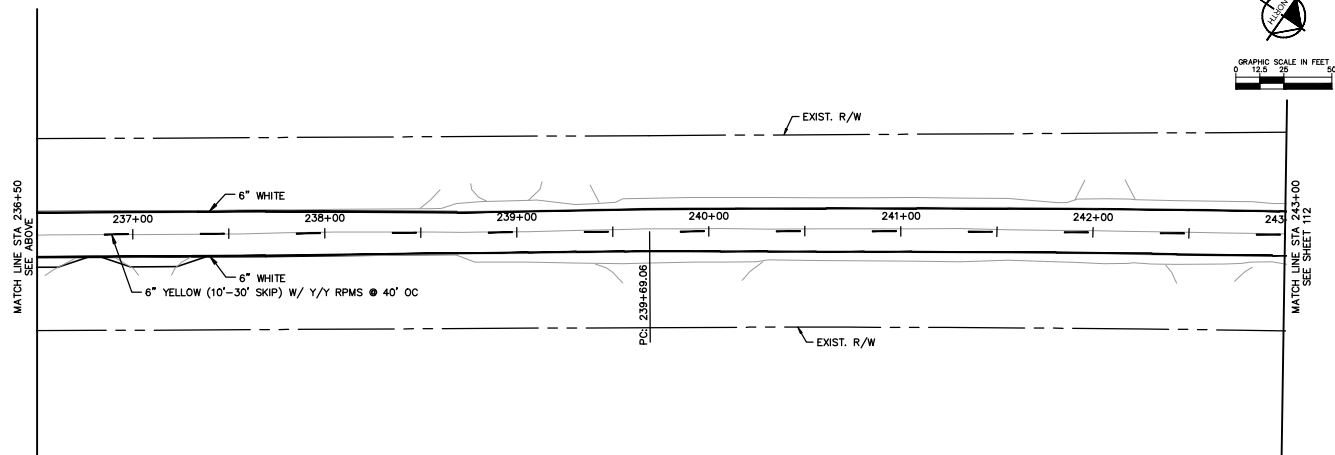 NORTH
GRAPHIC SCALE IN FEET
0 12.5 25 50
EXIST. R/W
MATCH LINE STA 236+50
SEE ABOVE
6" WHITE
237+00 238+00 239+00 240+00 241+00 242+00 243
MATCH LINE STA 243+00
SEE SHEET 112
6" WHITE
6" YELLOW (10'-30' SKIP) W/ Y/Y RPMS @ 40' OC
PC: 239+69.06
EXIST. R/W